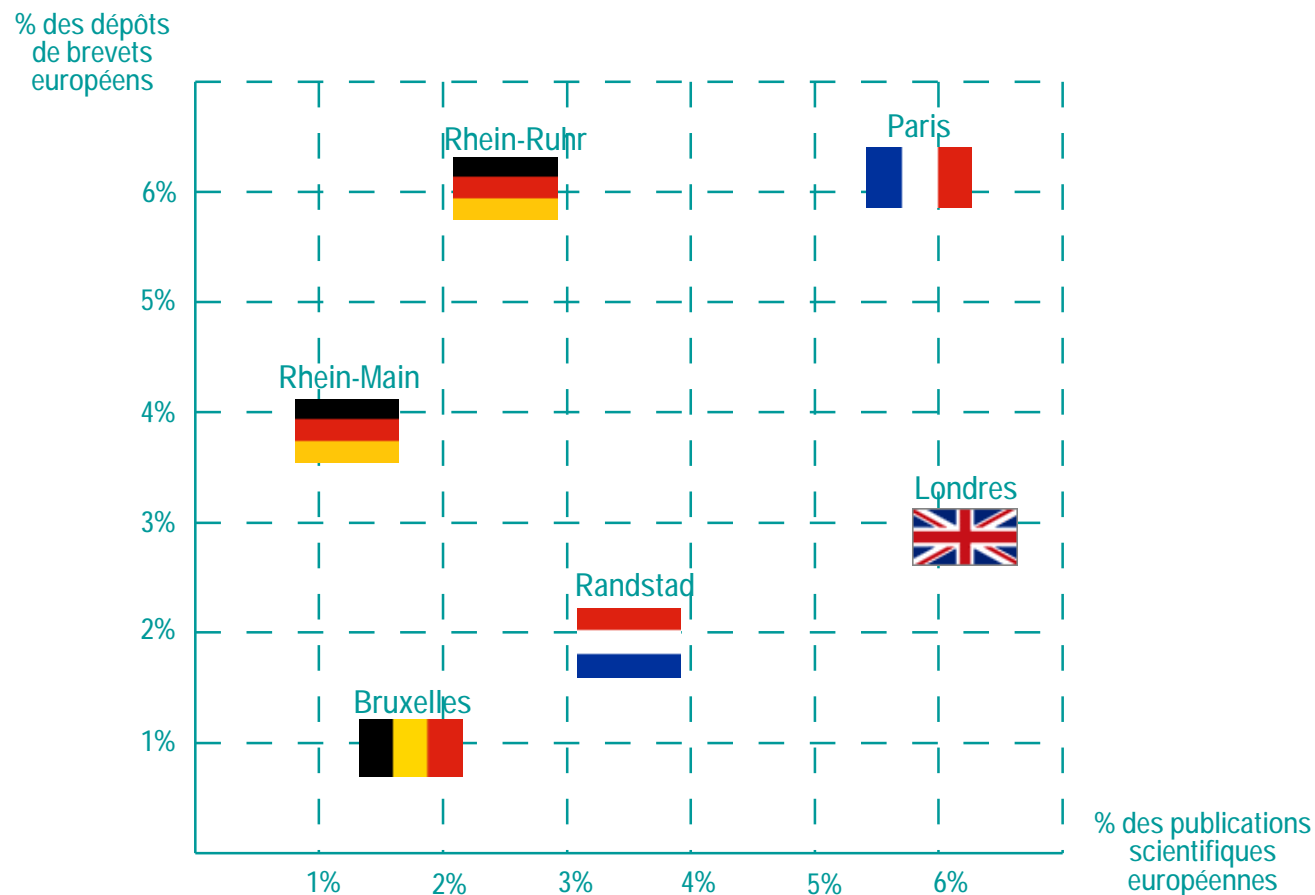 % des dépôts
de brevets
européens
Rhein-Ruhr
Paris
6%
5%
Rhein-Main
4%
Londres
3%
Randstad
2%
Bruxelles
1%
% des publications
scientifiques
européennes
1%
2%
3%
4%
5%
6%